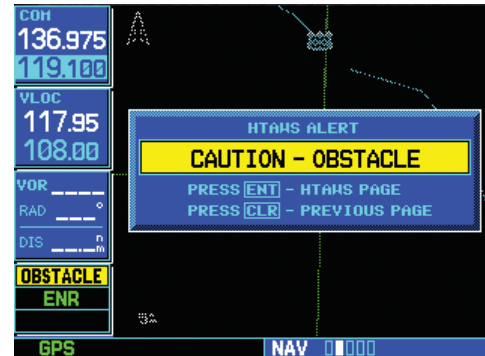 COM
136.975
119.100
VLOC
117.95
108.00
VOR _ _ _ _
RAD _ _ _°
DIS _ _._ n m
OBSTACLE
ENR
GPS
HTAWS ALERT
CAUTION - OBSTACLE
PRESS ENT - HTAWS PAGE
PRESS CLR - PREVIOUS PAGE
NAV